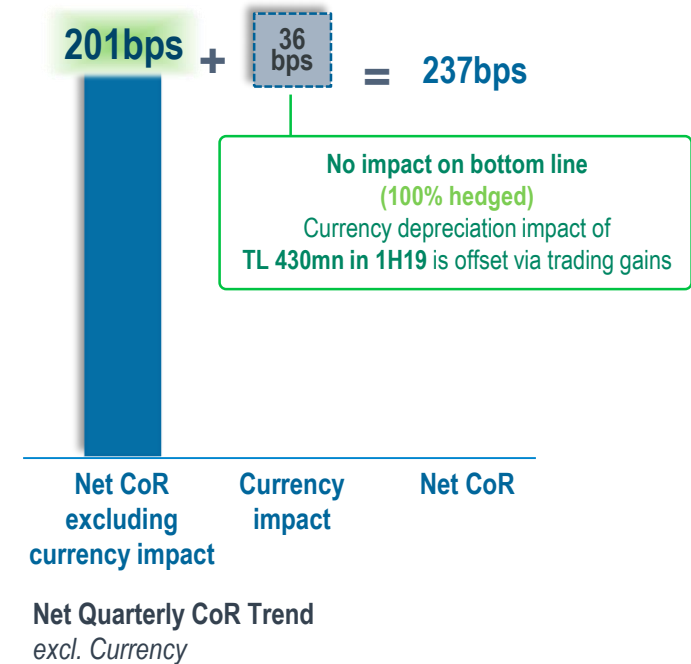 201bps + 36 bps = 237bps
No impact on bottom line
(100% hedged)
Currency depreciation impact of
TL 430mn in 1H19 is offset via trading gains
Net CoR
excluding
currency impact
Currency
impact
Net CoR
Net Quarterly CoR Trend
excl. Currency